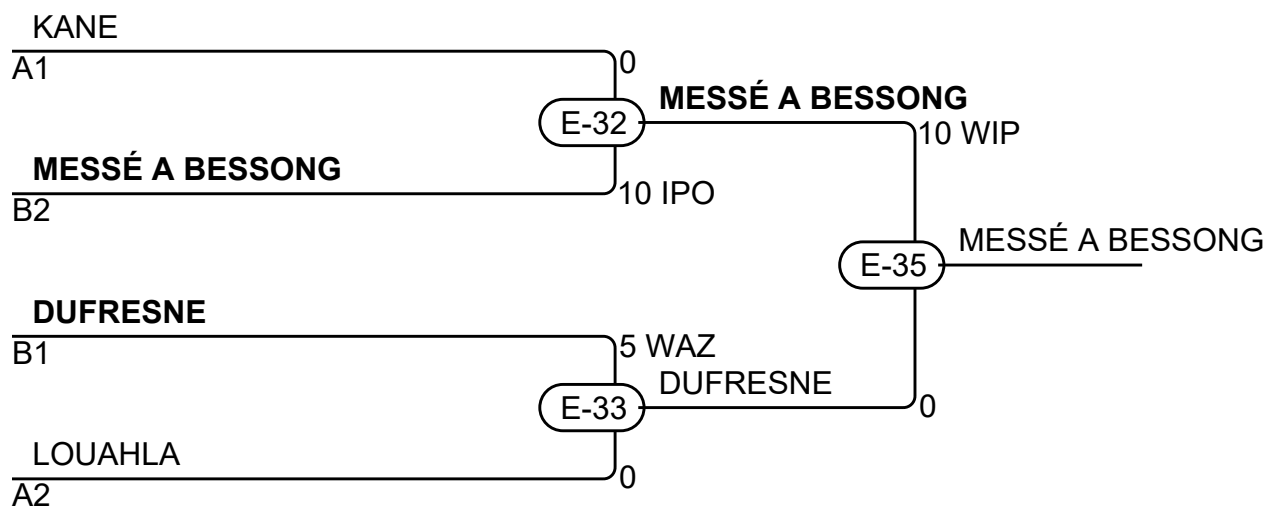 KANE
A1
0
E-32
MESSÉ A BESSONG
10 WIP
MESSÉ A BESSONG
B2
10 IPO
E-35
MESSÉ A BESSONG
DUFRESNE
B1
5 WAZ
E-33
DUFRESNE
0
LOUAHLA
A2
0